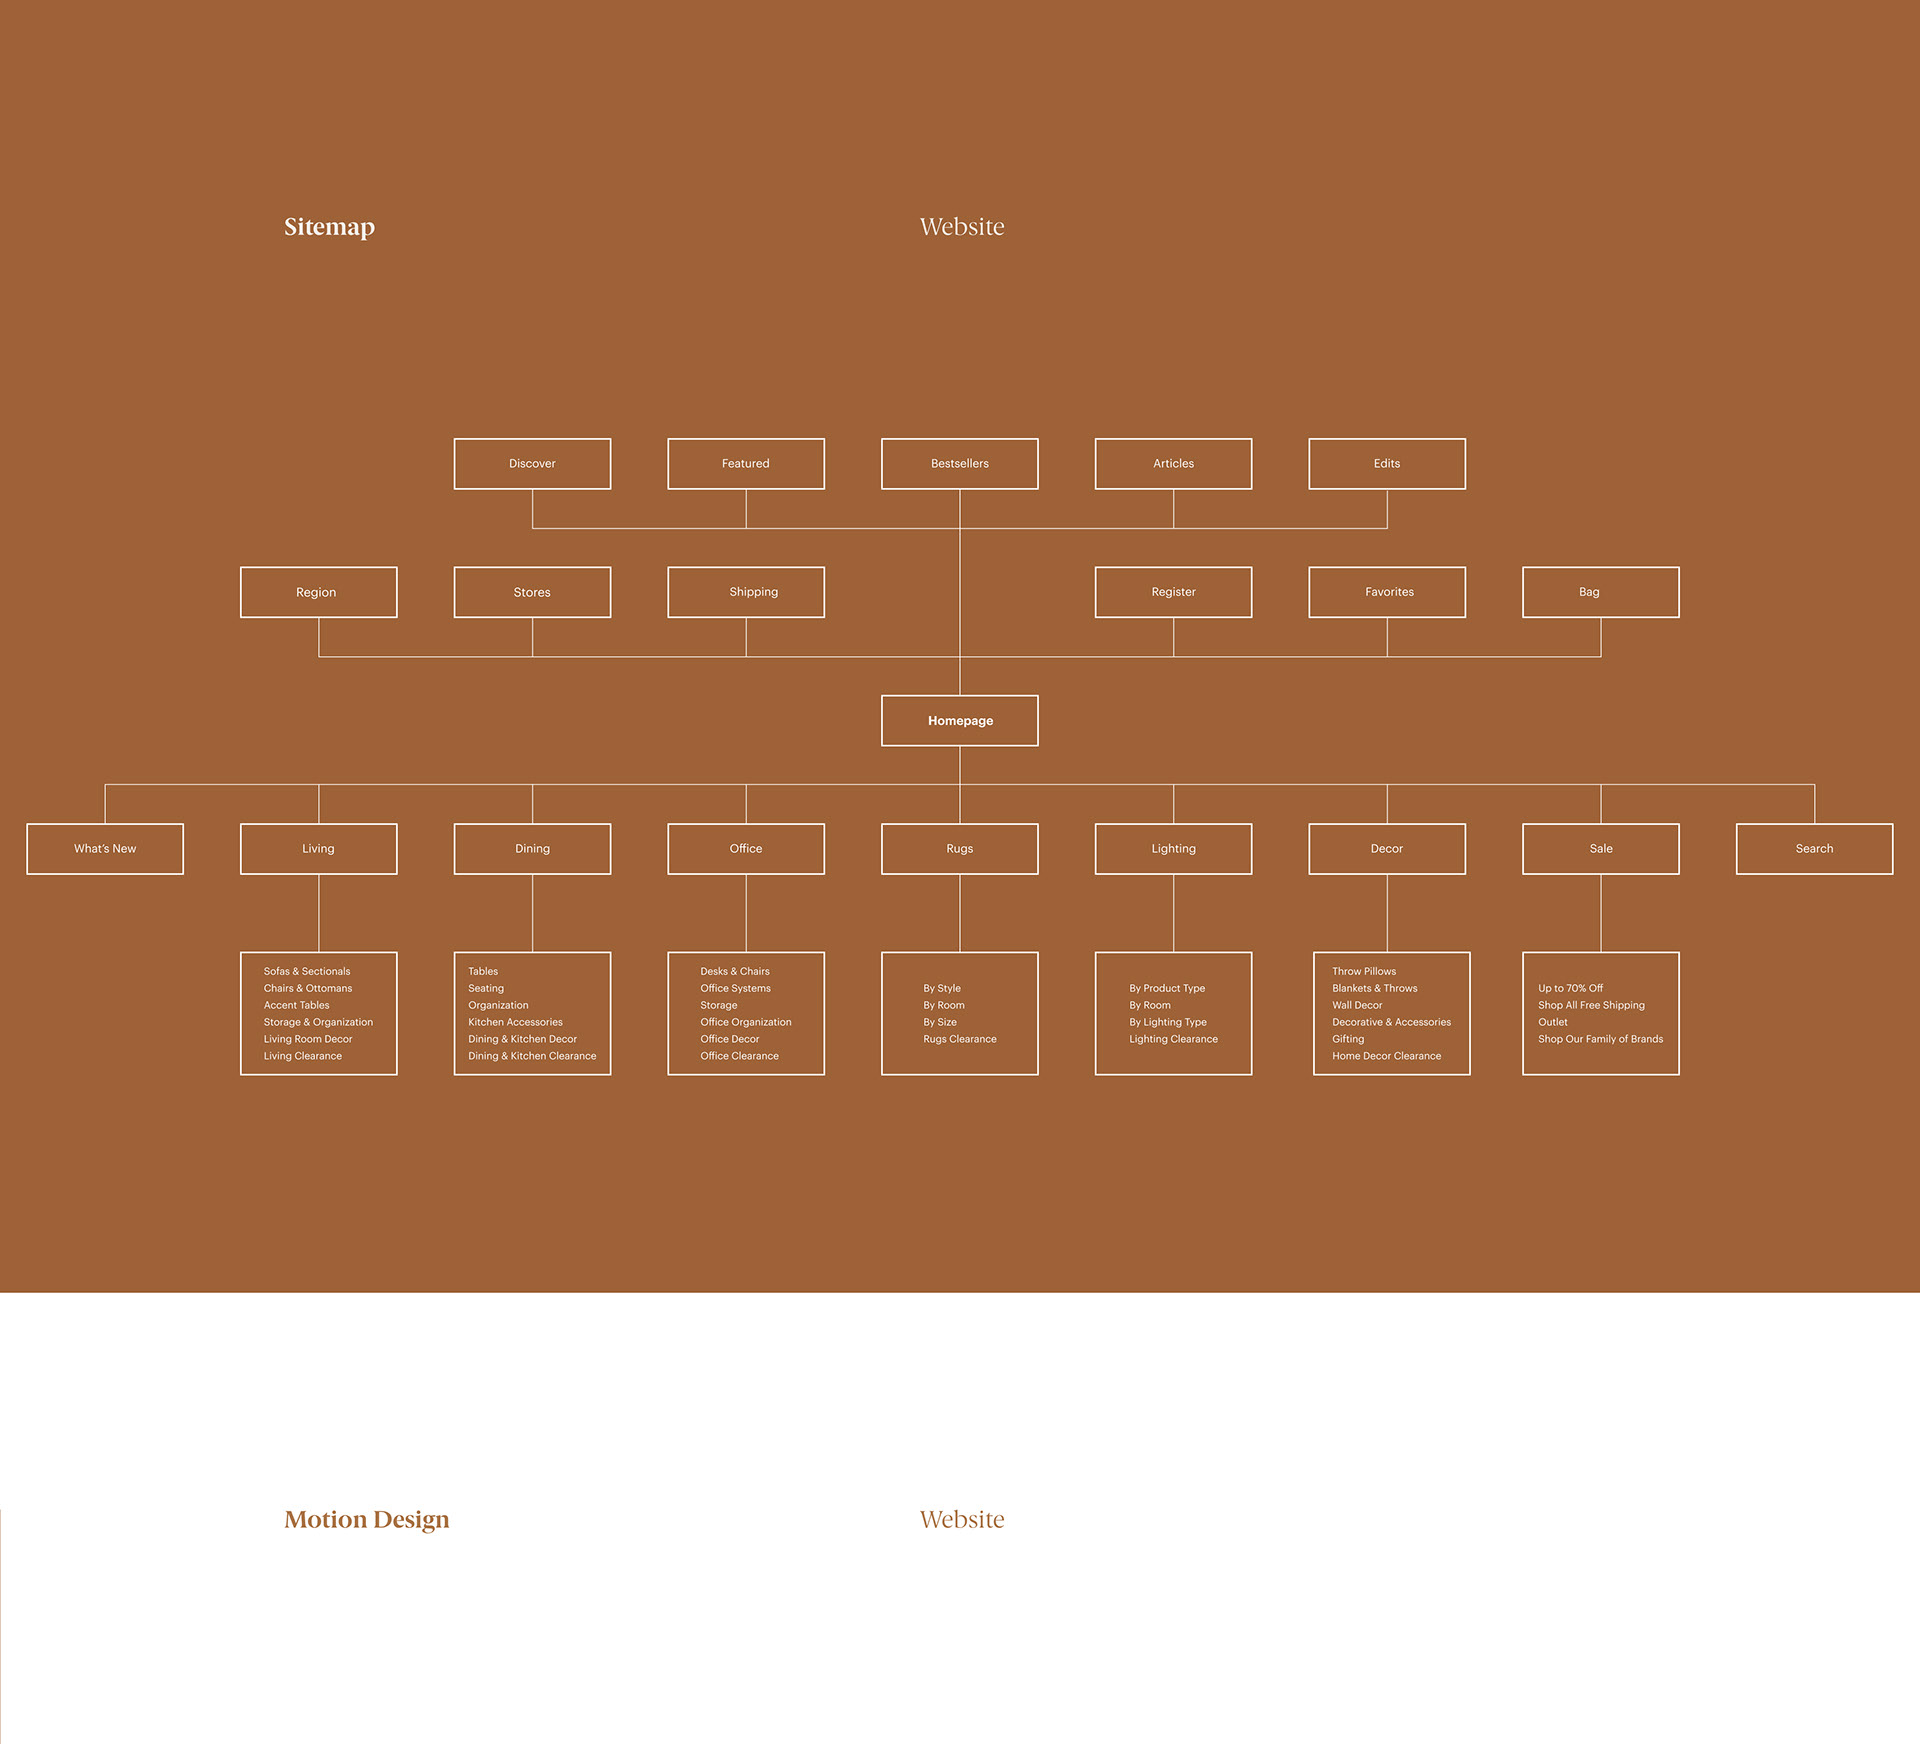 Sitemap
Website
Discover
Featured
Bestsellers
Articles
Edits
Region
Stores
Shipping
Register
Favorites
Bag
Homepage
What’s New
Living
Dining
Office
Rugs
Lighting
Decor
Sale
Search
Sofas & Sectionals
Chairs & Ottomans
Accent Tables
Storage & Organization
Living Room Decor
Living Clearance
Tables
Seating
Organization
Kitchen Accessories
Dining & Kitchen Decor
Dining & Kitchen Clearance
Desks & Chairs
Office Systems
Storage
Office Organization
Office Decor
Office Clearance
By Style
By Room
By Size
Rugs Clearance
By Product Type
By Room
By Lighting Type
Lighting Clearance
Throw Pillows
Blankets & Throws
Wall Decor
Decorative & Accessories
Gifting
Home Decor Clearance
Up to 70% Off
Shop All Free Shipping
Outlet
Shop Our Family of Brands
Motion Design
Website